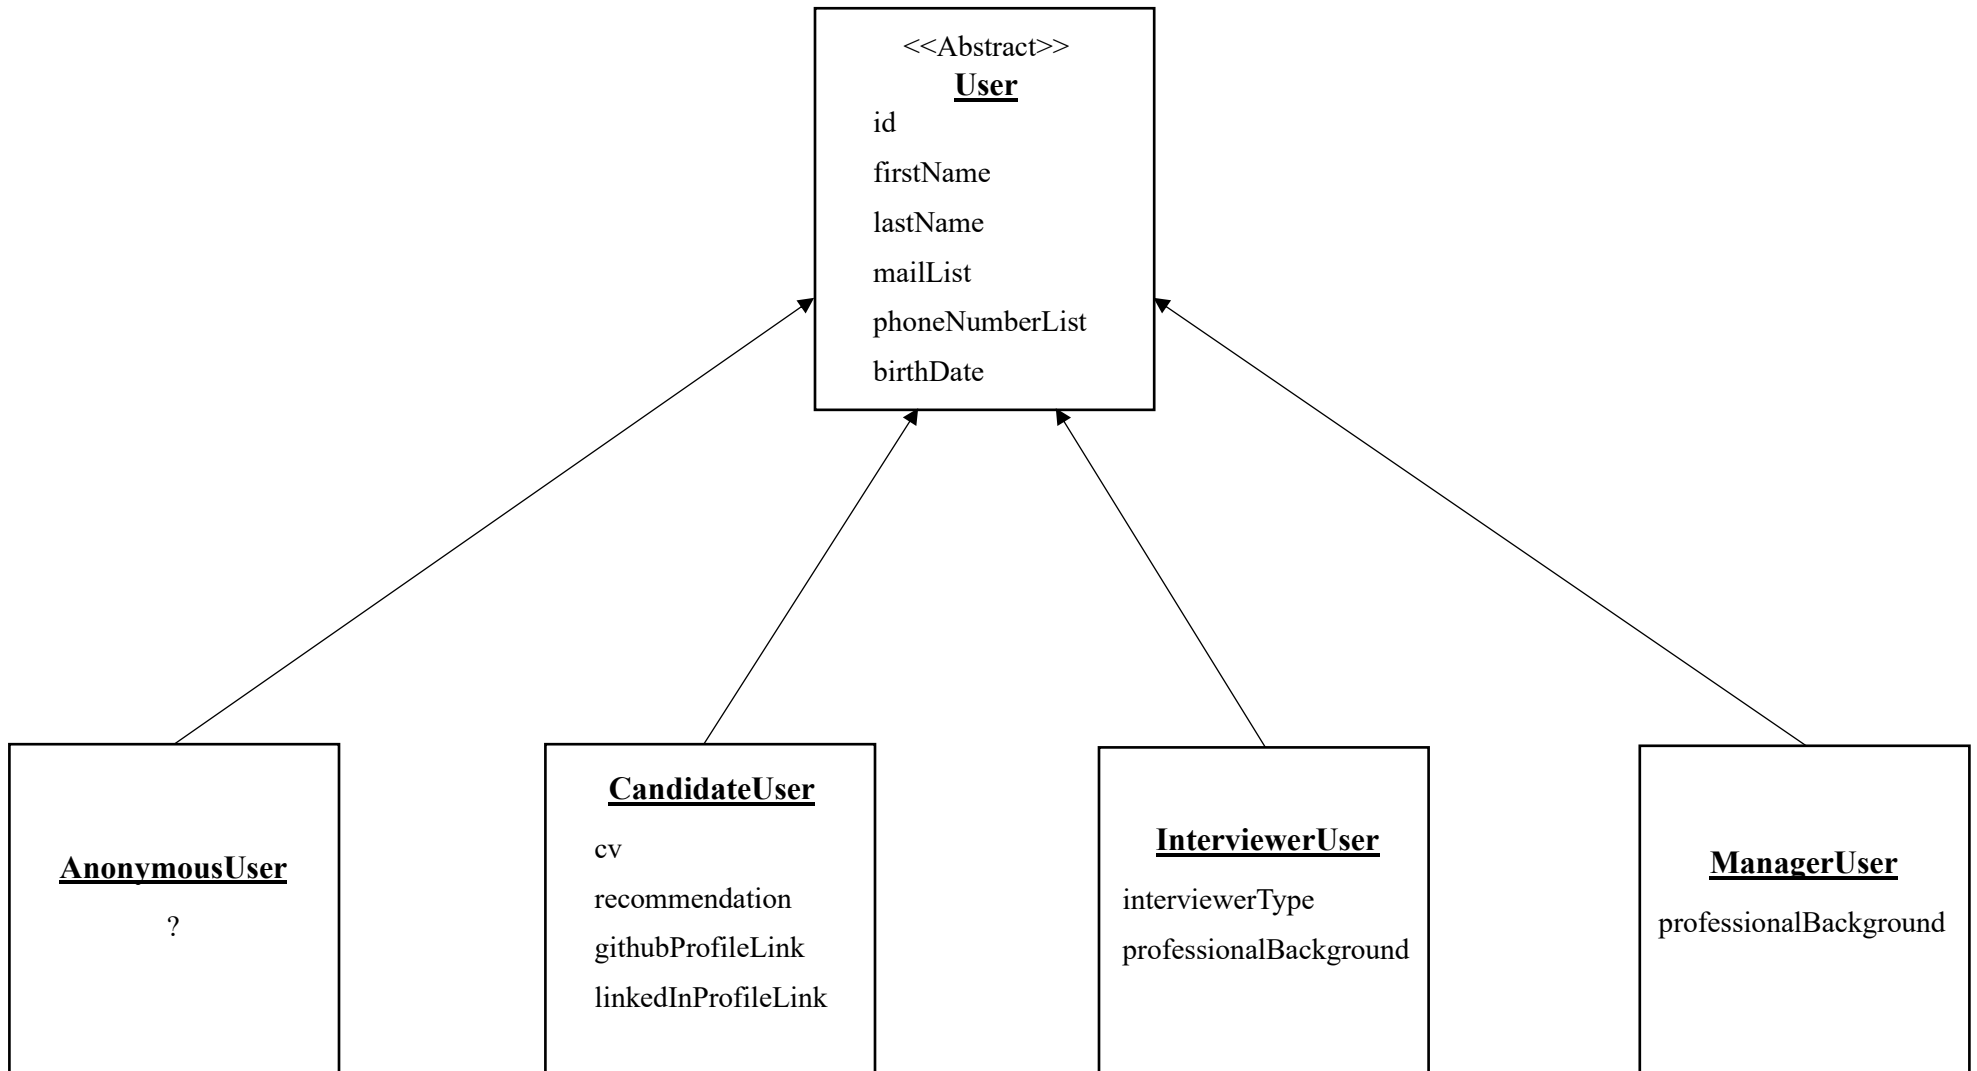 <<Abstract>>
User
id
firstName
lastName
mailList
phoneNumberList
birthDate
AnonymousUser
?
CandidateUser
cv
recommendation
githubProfileLink
linkedInProfileLink
InterviewerUser
interviewerType
professionalBackground
ManagerUser
professionalBackground